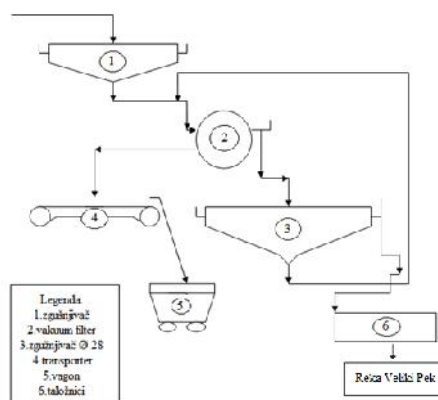 1
2
3
4
5
6
Legenda
1.zgušnjivač
2.vakuum filter
3.zgušnjivač Ø 28
4 transporter
5.vagon
6.taložnici
Reka Veliki Pek